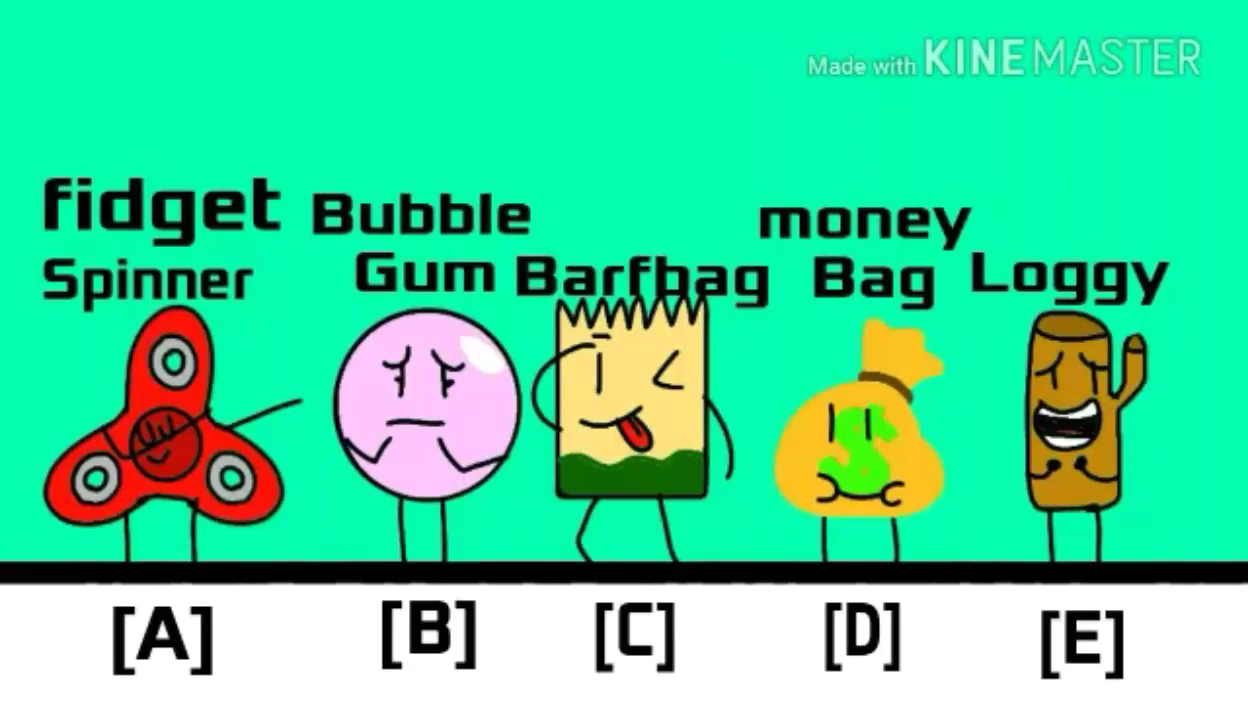 Made with KINEMASTER
fidget
Spinner
Bubble
Gum
Barfbag
money
Bag
Loggy
$
[A]
[B]
[C]
[D]
[E]